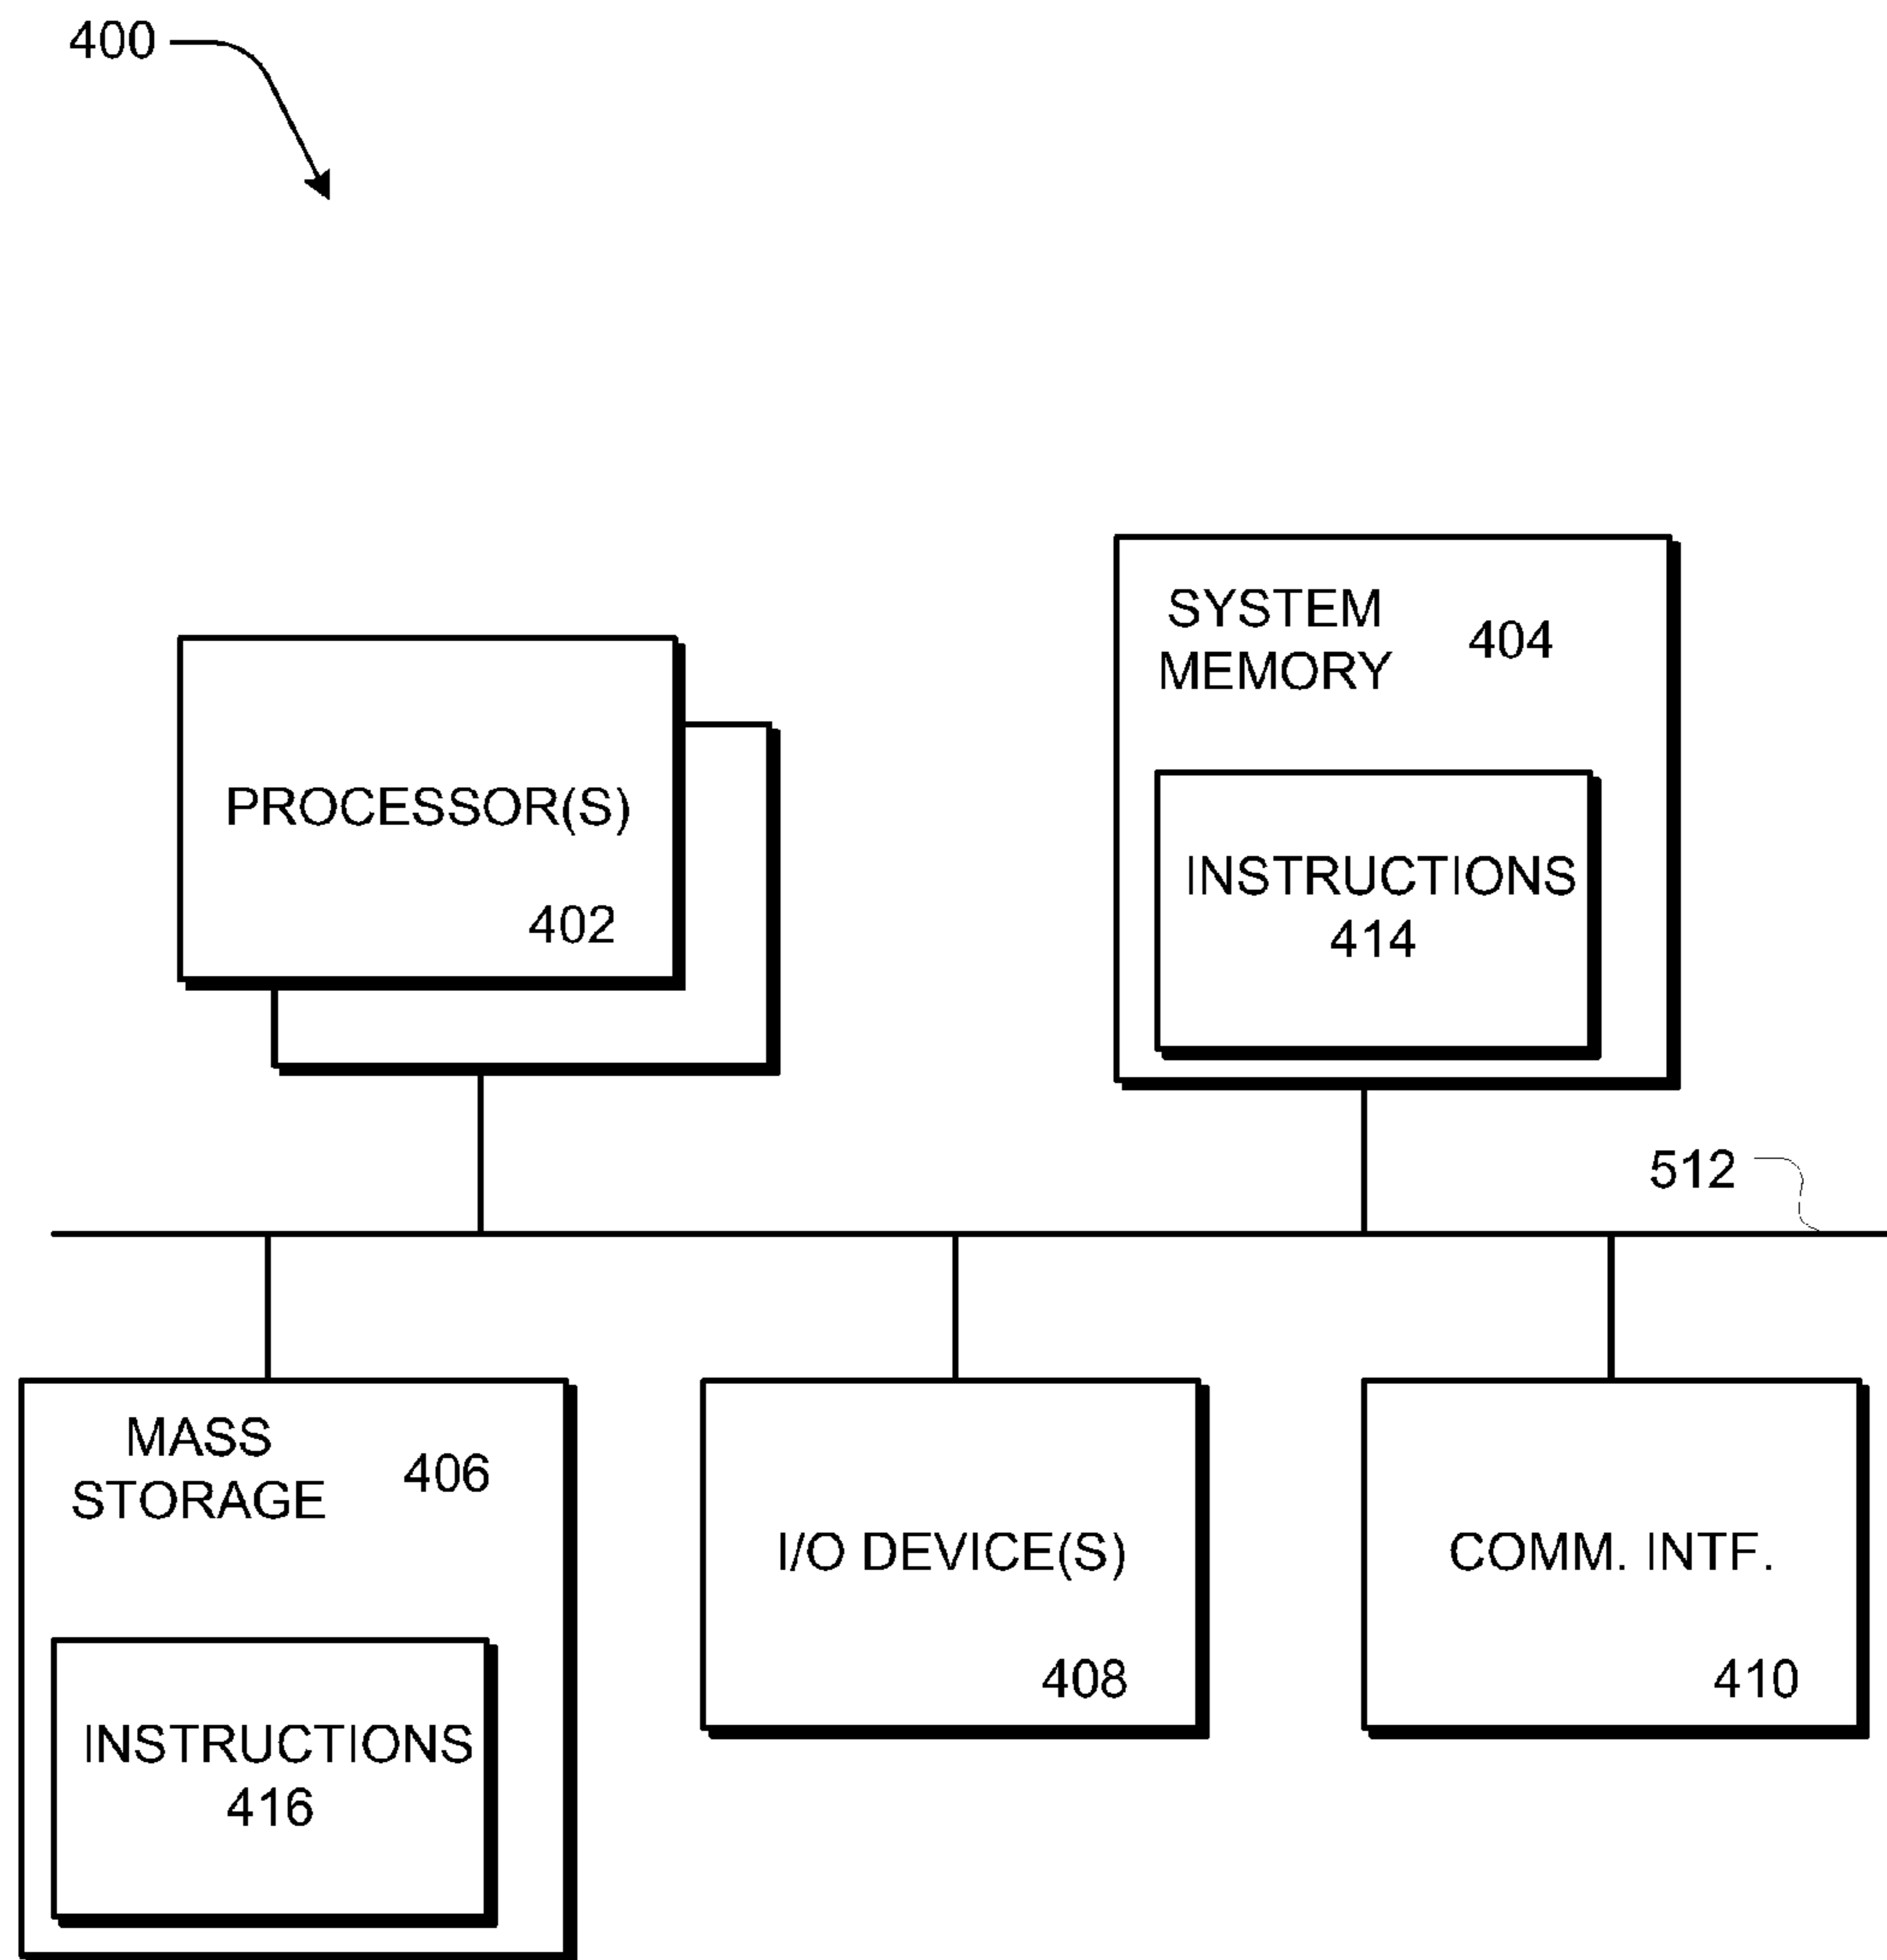 400
SYSTEM
MEMORY
404
PROCESSOR(S)
402
INSTRUCTIONS
414
512
MASS
STORAGE
406
I/O DEVICE(S)
408
COMM. INTF.
410
INSTRUCTIONS
416